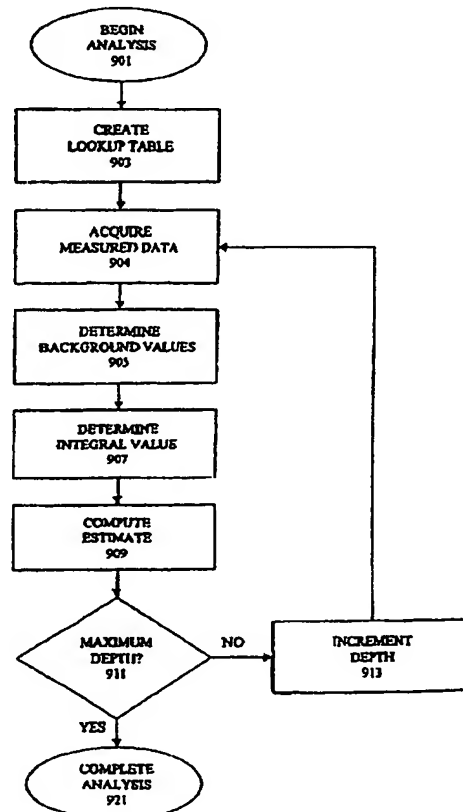 BEGIN
ANALYSIS
901
CREATE
LOOKUP TABLE
903
ACQUIRE
MEASURED DATA
904
DETERMINE
BACKGROUND VALUES
905
DETERMINE
INTEGRAL VALUE
907
COMPUTE
ESTIMATE
909
MAXIMUM
DEPTH?
911
NO
INCREMENT
DEPTH
913
YES
COMPLETE
ANALYSIS
921